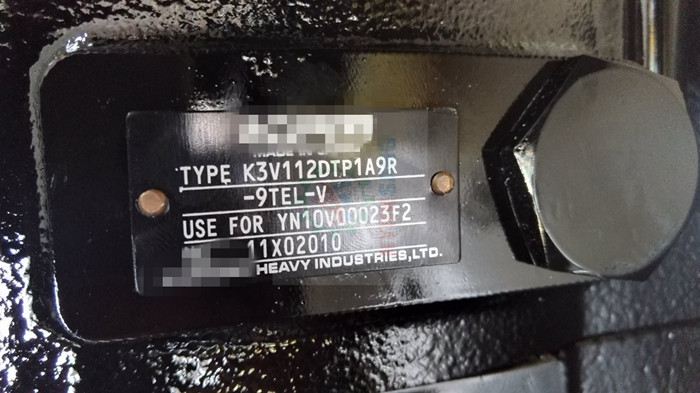 TYPE K3V112DTP1A9R
-9TEL-V
USE FOR YN10V00023F2
11X02010
HEAVY INDUSTRIES,LTD.